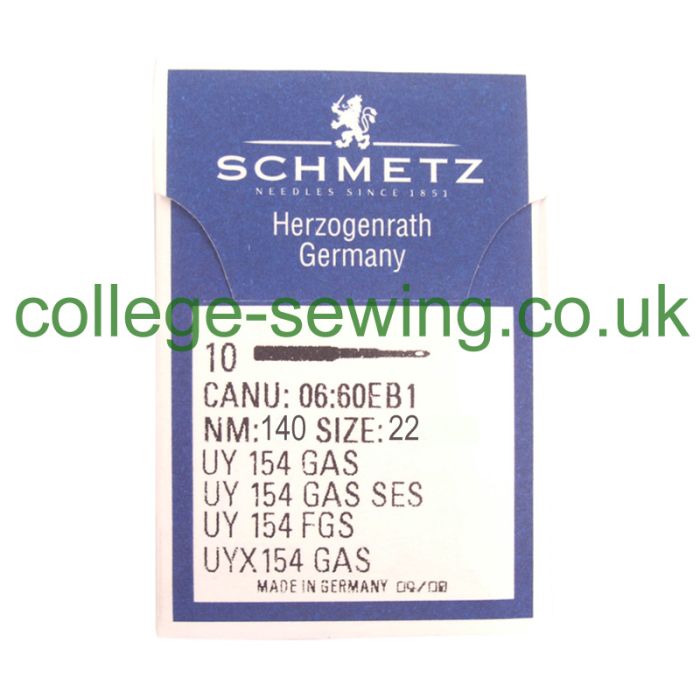 SCHMETZ
NEEDLES SINCE 1851
Herzogenrath
Germany
college-sewing.co.uk
10
CANU: 06:60EB1
NM:140 SIZE:22
UY 154 GAS
UY 154 GAS SES
UY 154 FGS
UYX154 GAS
MADE IN GERMANY 09/08